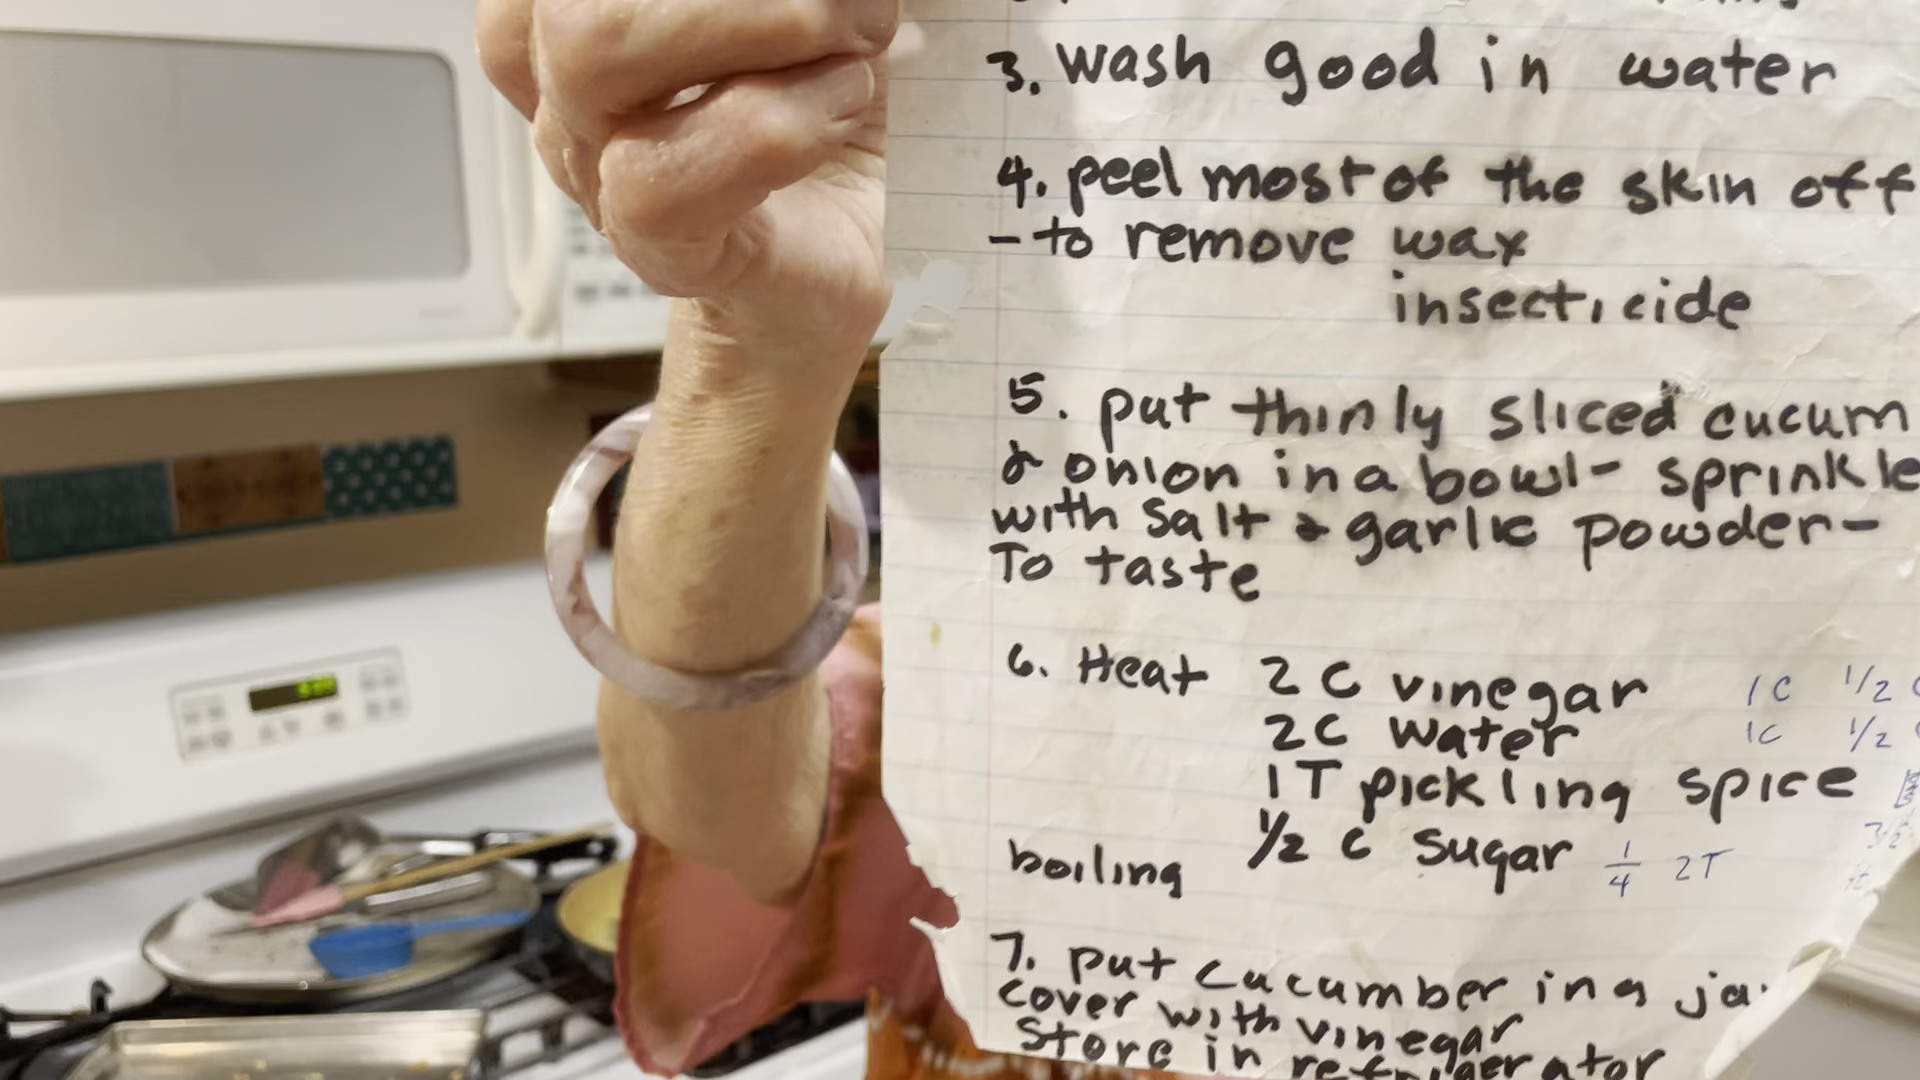 3. wash good in water
4. peel most of the skin off
- to remove wax
insecticide
5. put thinly sliced cucum
& onion in a bowl - sprinkle
with salt & garlic powder -
To taste
6. Heat 2 C vinegar 1C 1/2
2C water 1C 1/2
1 T pickling spice
1/2 C sugar 1/4 2T
boiling
7. put cucumber in a ja
cover with vinegar
store in refrigerator